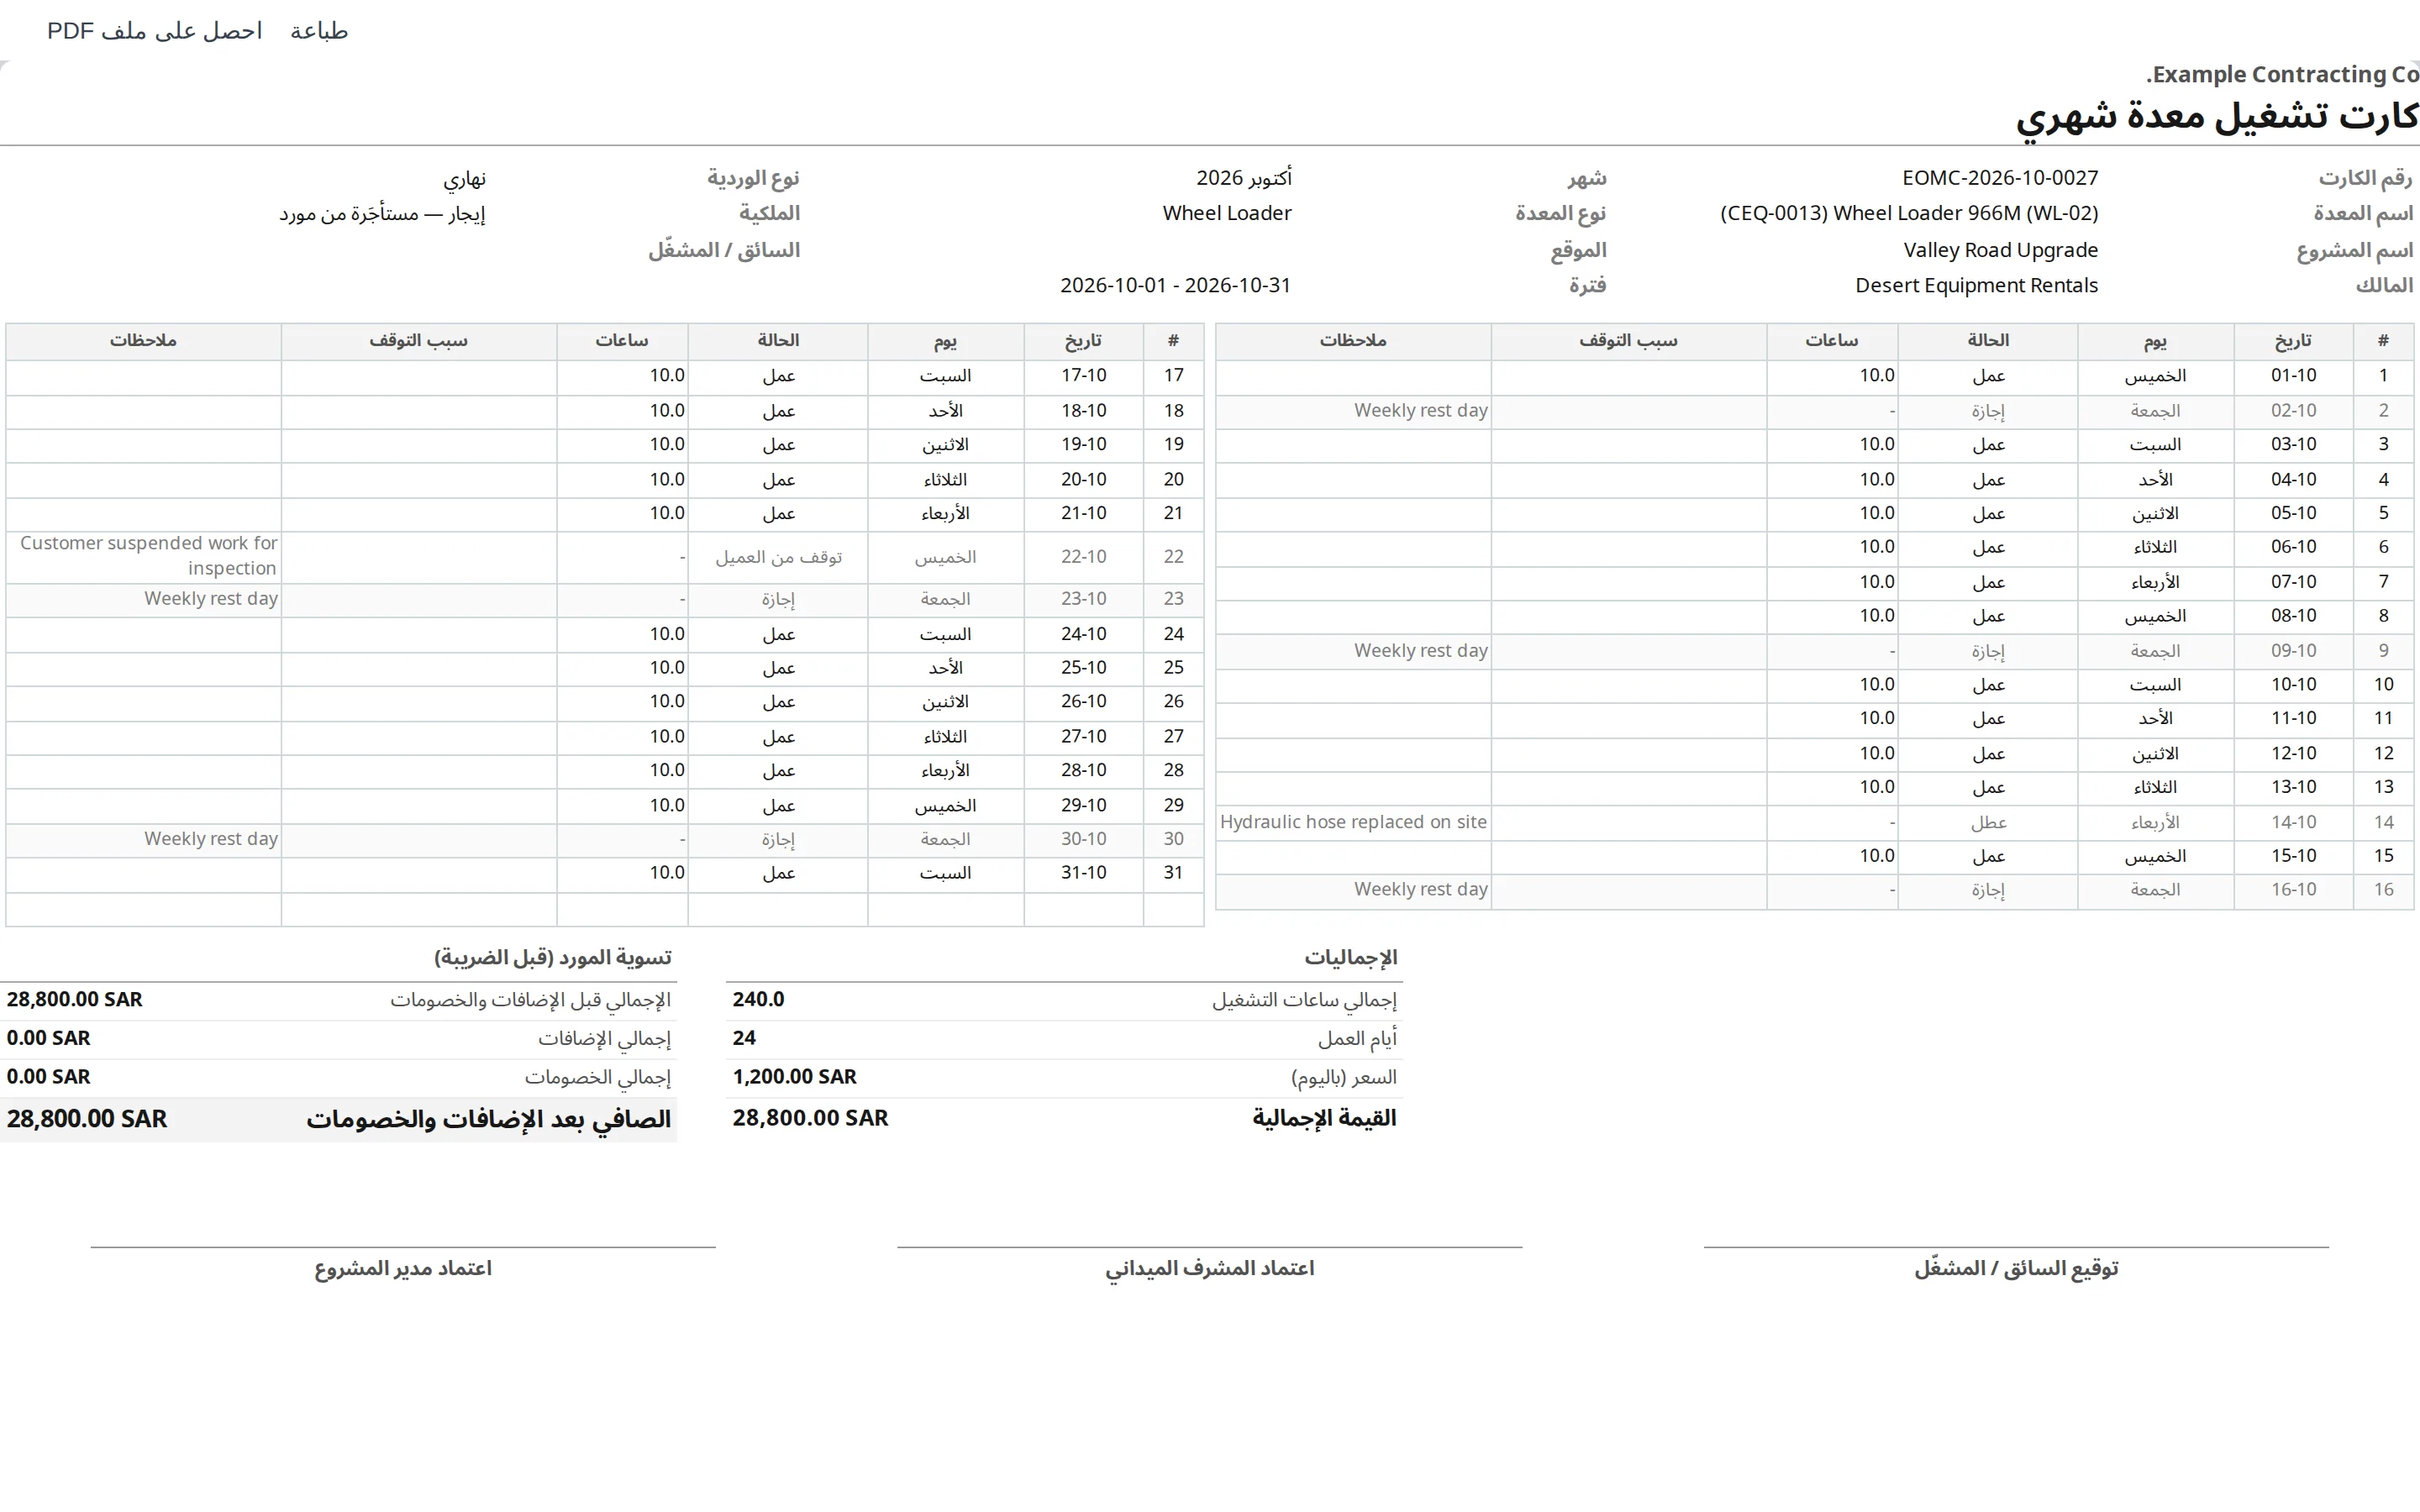 طباعة احصل على ملف PDF
Example Contracting Co.
كارت تشغيل معدة شهري
رقم الكارت EOMC-2026-10-0027 شهر أكتوبر 2026 نوع الوردية نهاري
اسم المعدة (CEQ-0013) Wheel Loader 966M (WL-02) نوع المعدة Wheel Loader الملكية إيجار — مستأجَرة من مورد
اسم المشروع Valley Road Upgrade الموقع السائق / المشغّل
المالك Desert Equipment Rentals فترة 2026-10-01 - 2026-10-31
# تاريخ يوم الحالة ساعات سبب التوقف ملاحظات
1 01-10 الخميس عمل 10.0
2 02-10 الجمعة إجازة - Weekly rest day
3 03-10 السبت عمل 10.0
4 04-10 الأحد عمل 10.0
5 05-10 الاثنين عمل 10.0
6 06-10 الثلاثاء عمل 10.0
7 07-10 الأربعاء عمل 10.0
8 08-10 الخميس عمل 10.0
9 09-10 الجمعة إجازة - Weekly rest day
10 10-10 السبت عمل 10.0
11 11-10 الأحد عمل 10.0
12 12-10 الاثنين عمل 10.0
13 13-10 الثلاثاء عمل 10.0
14 14-10 الأربعاء عطل - Hydraulic hose replaced on site
15 15-10 الخميس عمل 10.0
16 16-10 الجمعة إجازة - Weekly rest day
# تاريخ يوم الحالة ساعات سبب التوقف ملاحظات
17 17-10 السبت عمل 10.0
18 18-10 الأحد عمل 10.0
19 19-10 الاثنين عمل 10.0
20 20-10 الثلاثاء عمل 10.0
21 21-10 الأربعاء عمل 10.0
22 22-10 الخميس توقف من العميل - Customer suspended work for
inspection
23 23-10 الجمعة إجازة - Weekly rest day
24 24-10 السبت عمل 10.0
25 25-10 الأحد عمل 10.0
26 26-10 الاثنين عمل 10.0
27 27-10 الثلاثاء عمل 10.0
28 28-10 الأربعاء عمل 10.0
29 29-10 الخميس عمل 10.0
30 30-10 الجمعة إجازة - Weekly rest day
31 31-10 السبت عمل 10.0
الإجماليات
إجمالي ساعات التشغيل 240.0
أيام العمل 24
السعر (باليوم) 1,200.00 SAR
القيمة الإجمالية 28,800.00 SAR
تسوية المورد (قبل الضريبة)
الإجمالي قبل الإضافات والخصومات 28,800.00 SAR
إجمالي الإضافات 0.00 SAR
إجمالي الخصومات 0.00 SAR
الصافي بعد الإضافات والخصومات 28,800.00 SAR
توقيع السائق / المشغّل اعتماد المشرف الميداني اعتماد مدير المشروع